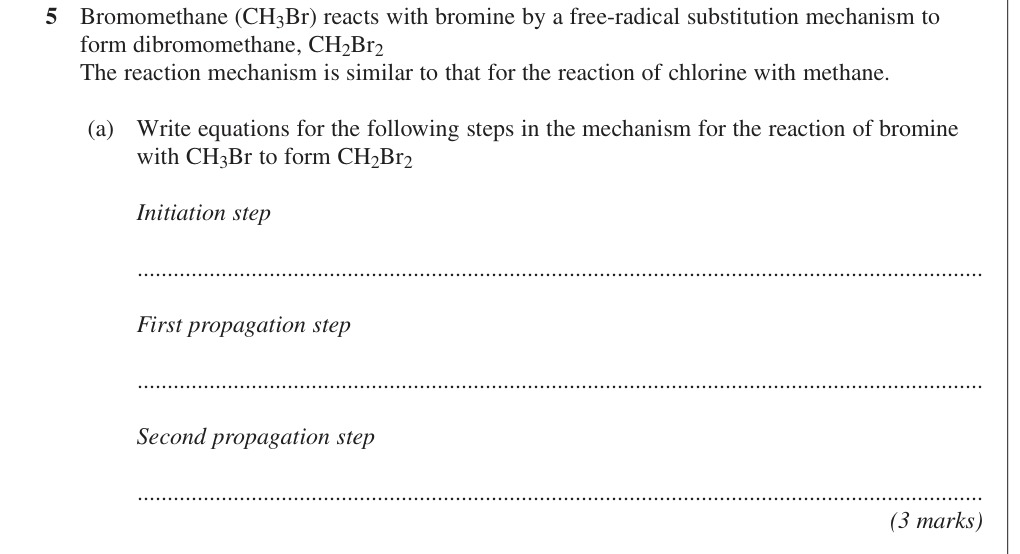 5 Bromomethane (CH₃Br) reacts with bromine by a free-radical substitution mechanism to
form dibromomethane, CH₂Br₂
The reaction mechanism is similar to that for the reaction of chlorine with methane.
(a) Write equations for the following steps in the mechanism for the reaction of bromine
with CH₃Br to form CH₂Br₂
Initiation step
First propagation step
Second propagation step
(3 marks)